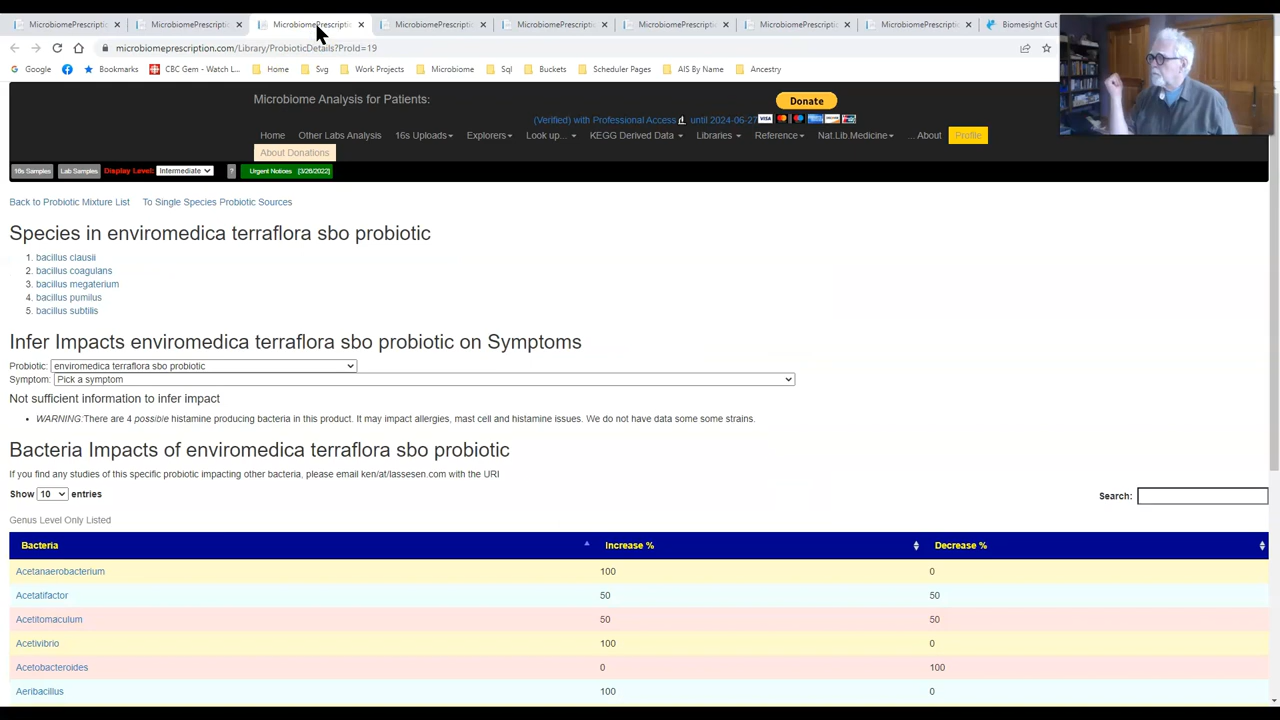 MicrobiomePrescripti
MicrobiomePrescripti
MicrobiomePrescriptio
MicrobiomePrescripti
MicrobiomePrescripti
MicrobiomePrescripti
MicrobiomePrescripti
MicrobiomePrescripti
Biomesight Gut
microbiomeprescription.com/Library/ProbioticDetails?ProId=19
Google Bookmarks CBC Gem - Watch L... Home Svg Work Projects Microbiome Sql Buckets Scheduler Pages AIS By Name Ancestry
Microbiome Analysis for Patients:
Donate
(Verified) with Professional Access until 2024-06-27
Home Other Labs Analysis 16s Uploads Explorers Look up... KEGG Derived Data Libraries Reference Nat.Lib.Medicine ... About Profile
About Donations
16s Samples Lab Samples Display Level: Intermediate ? Urgent Notices [3/26/2022]
Back to Probiotic Mixture List To Single Species Probiotic Sources
Species in enviromedica terraflora sbo probiotic
1. bacillus clausii
2. bacillus coagulans
3. bacillus megaterium
4. bacillus pumilus
5. bacillus subtilis
Infer Impacts enviromedica terraflora sbo probiotic on Symptoms
Probiotic: enviromedica terraflora sbo probiotic
Symptom: Pick a symptom
Not sufficient information to infer impact
• WARNING:There are 4 possible histamine producing bacteria in this product. It may impact allergies, mast cell and histamine issues. We do not have data some some strains.
Bacteria Impacts of enviromedica terraflora sbo probiotic
If you find any studies of this specific probiotic impacting other bacteria, please email ken/at/lassesen.com with the URI
Show 10 entries
Search:
Genus Level Only Listed
Bacteria Increase % Decrease %
Acetanaerobacterium 100 0
Acetatifactor 50 50
Acetitomaculum 50 50
Acetivibrio 100 0
Acetobacteroides 0 100
Aeribacillus 100 0